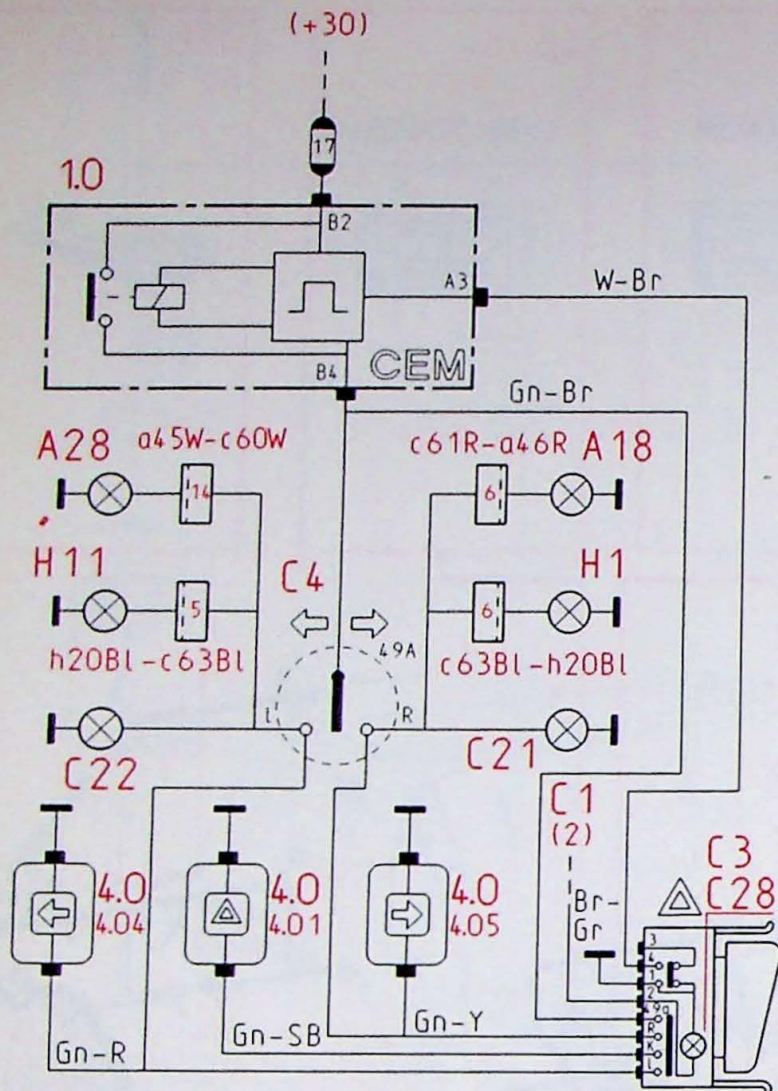 (+30)
17
1.0
B2
A3
W-Br
B4
CEM
Gn-Br
A28
a45W-c60W
c61R-a46R
A18
14
6
H11
C4
H1
5
6
h20Bl-c63Bl
49A
c63Bl-h20Bl
L
R
C22
C21
C1
(2)
C3
C28
4.0
4.04
4.0
4.01
4.0
4.05
Br-
Gr
3
4
1
2
49a
R
K
L
Gn-R
Gn-SB
Gn-Y